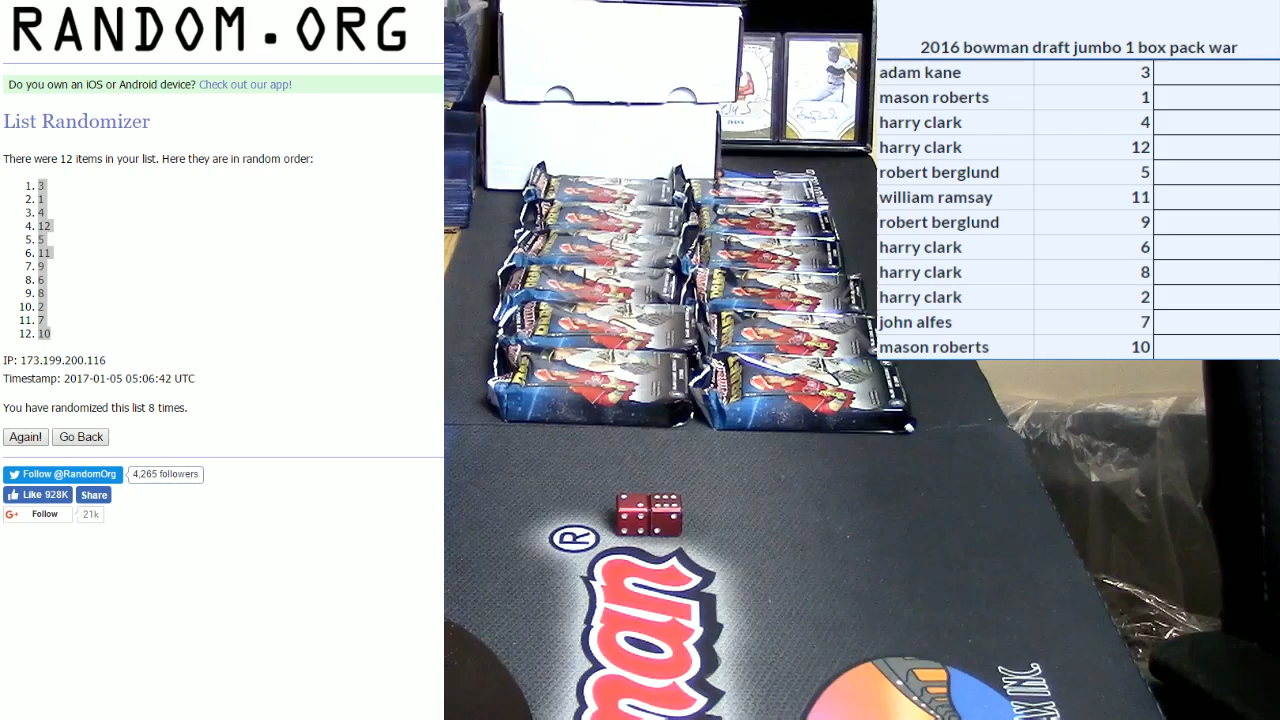 RANDOM.ORG
Do you own an iOS or Android device? Check out our app!
List Randomizer
There were 12 items in your list. Here they are in random order:
1. 3
2. 1
3. 4
4. 12
5. 5
6. 11
7. 9
8. 6
9. 8
10. 2
11. 7
12. 10
IP: 173.199.200.116
Timestamp: 2017-01-05 05:06:42 UTC
You have randomized this list 8 times.
Again! Go Back
Follow @RandomOrg 4,265 followers
Like 928K Share
G+ Follow 21k
2016 bowman draft jumbo 1 box pack war
adam kane 3
mason roberts 1
harry clark 4
harry clark 12
robert berglund 5
william ramsay 11
robert berglund 9
harry clark 6
harry clark 8
harry clark 2
john alfes 7
mason roberts 10
®
man
INC